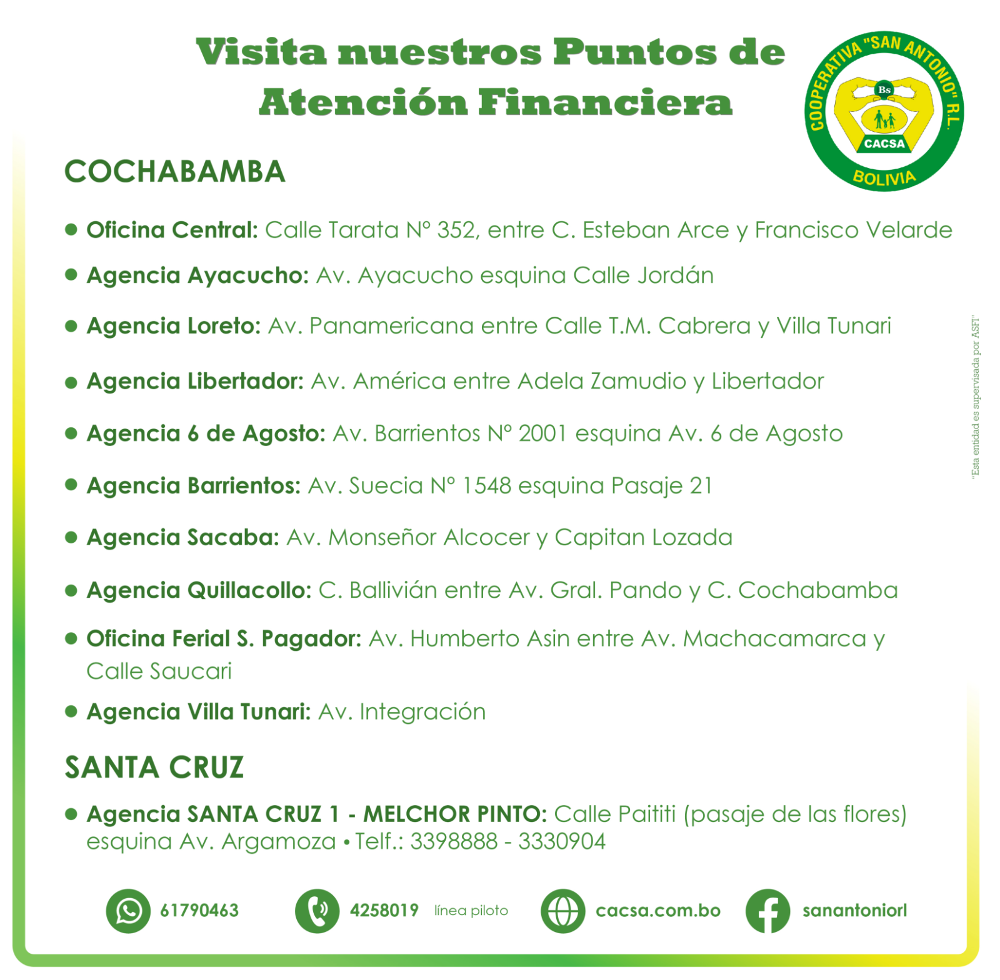 Visita nuestros Puntos de
Atención Financiera
COOPERATIVA "SAN ANTONIO" R.L.
Bs
CACSA
BOLIVIA
COCHABAMBA
● Oficina Central: Calle Tarata Nº 352, entre C. Esteban Arce y Francisco Velarde
● Agencia Ayacucho: Av. Ayacucho esquina Calle Jordán
● Agencia Loreto: Av. Panamericana entre Calle T.M. Cabrera y Villa Tunari
● Agencia Libertador: Av. América entre Adela Zamudio y Libertador
● Agencia 6 de Agosto: Av. Barrientos Nº 2001 esquina Av. 6 de Agosto
● Agencia Barrientos: Av. Suecia Nº 1548 esquina Pasaje 21
● Agencia Sacaba: Av. Monseñor Alcocer y Capitan Lozada
● Agencia Quillacollo: C. Ballivián entre Av. Gral. Pando y C. Cochabamba
● Oficina Ferial S. Pagador: Av. Humberto Asin entre Av. Machacamarca y
Calle Saucari
● Agencia Villa Tunari: Av. Integración
"Esta entidad es supervisada por ASFI"
SANTA CRUZ
● Agencia SANTA CRUZ 1 - MELCHOR PINTO: Calle Paititi (pasaje de las flores)
esquina Av. Argamoza • Telf.: 3398888 - 3330904
61790463
4258019 línea piloto
cacsa.com.bo
sanantoniorl